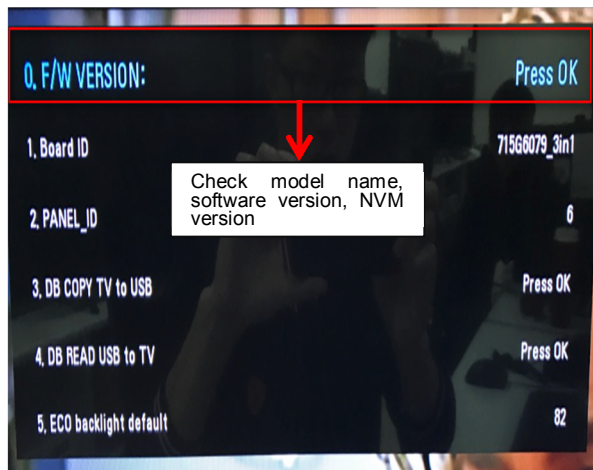 0. F/W VERSION: Press OK
1. Board ID 715G6079_3in1
Check model name,
software version, NVM
version
2. PANEL_ID 6
3. DB COPY TV to USB Press OK
4. DB READ USB to TV Press OK
5. ECO backlight default 82